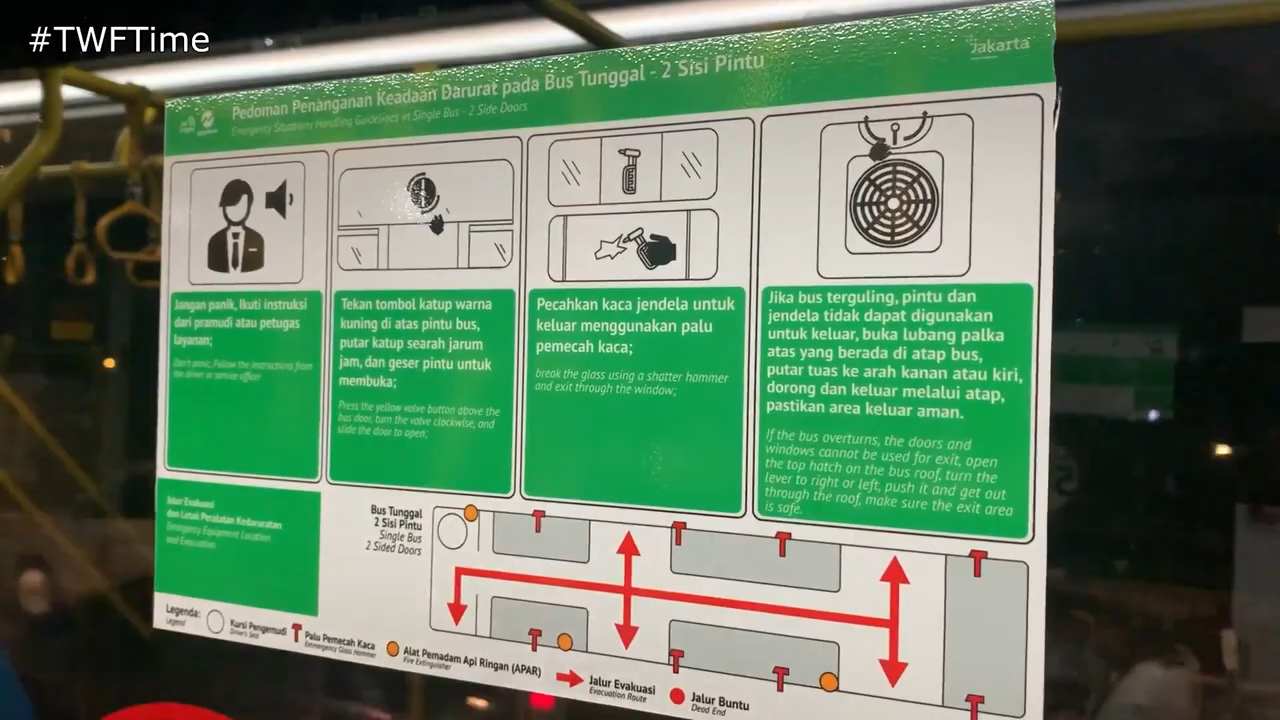 #TWFTime
Jakarta
Pedoman Penanganan Keadaan Darurat pada Bus Tunggal - 2 Sisi Pintu
Emergency Situations Handling Guidelines in Single Bus - 2 Side Doors
Jangan panik, Ikuti instruksi
dari pramudi atau petugas
layanan;
Don't panic, Follow the instructions from
the driver or service officer
Tekan tombol katup warna
kuning di atas pintu bus,
putar katup searah jarum
jam, dan geser pintu untuk
membuka;
Press the yellow valve button above the
bus door, turn the valve clockwise, and
slide the door to open;
Pecahkan kaca jendela untuk
keluar menggunakan palu
pemecah kaca;
break the glass using a shatter hammer
and exit through the window;
Jika bus terguling, pintu dan
jendela tidak dapat digunakan
untuk keluar, buka lubang palka
atas yang berada di atap bus,
putar tuas ke arah kanan atau kiri,
dorong dan keluar melalui atap,
pastikan area keluar aman.
If the bus overturns, the doors and
windows cannot be used for exit, open
the top hatch on the bus roof, turn the
lever to right or left, push it and get out
through the roof, make sure the exit area
is safe.
Jalur Evakuasi
dan Letak Peralatan Kedaruratan
Emergency Equipment Location
and Evacuation
Bus Tunggal
2 Sisi Pintu
Single Bus
2 Sided Doors
Legenda:
Legend
Kursi Pengemudi
Driver's Seat
Palu Pemecah Kaca
Emmergency Glass Hammer
Alat Pemadam Api Ringan (APAR)
Fire Extinguisher
Jalur Evakuasi
Evacuation Route
Jalur Buntu
Dead End